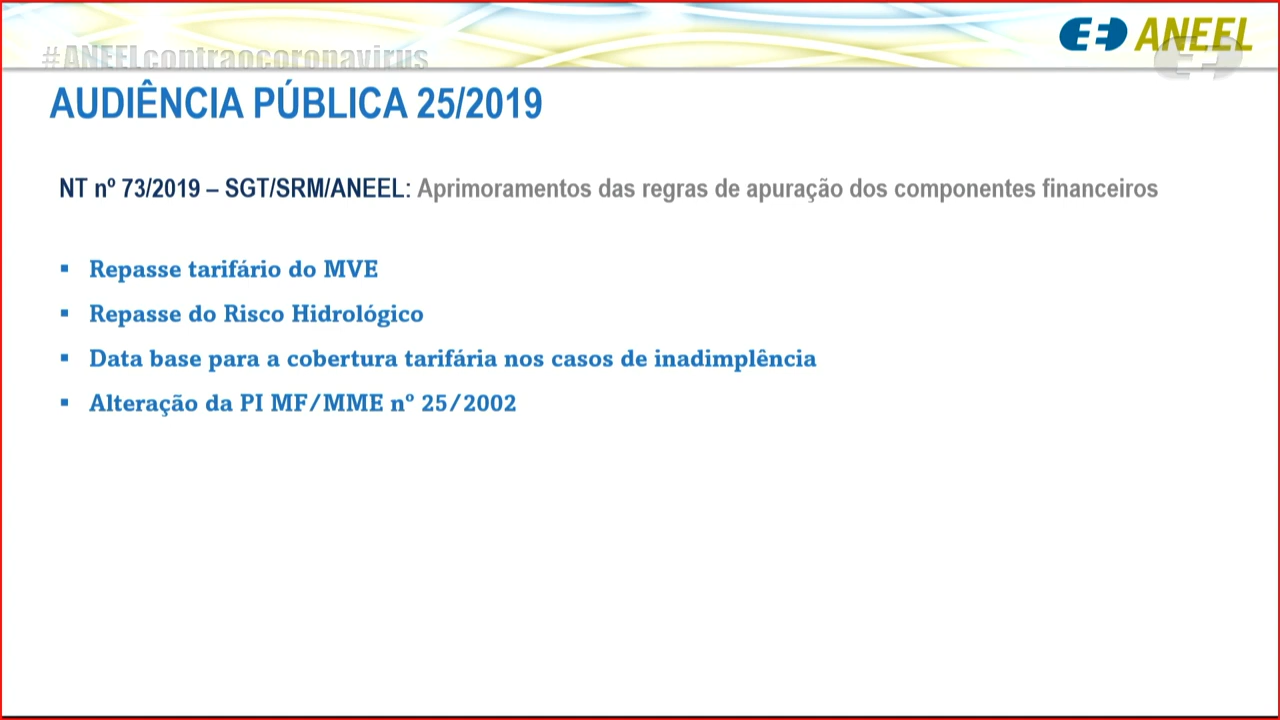 #ANEELcontraocoronavirus
ANEEL
AUDIÊNCIA PÚBLICA 25/2019
NT nº 73/2019 – SGT/SRM/ANEEL: Aprimoramentos das regras de apuração dos componentes financeiros
▪ Repasse tarifário do MVE
▪ Repasse do Risco Hidrológico
▪ Data base para a cobertura tarifária nos casos de inadimplência
▪ Alteração da PI MF/MME nº 25/2002